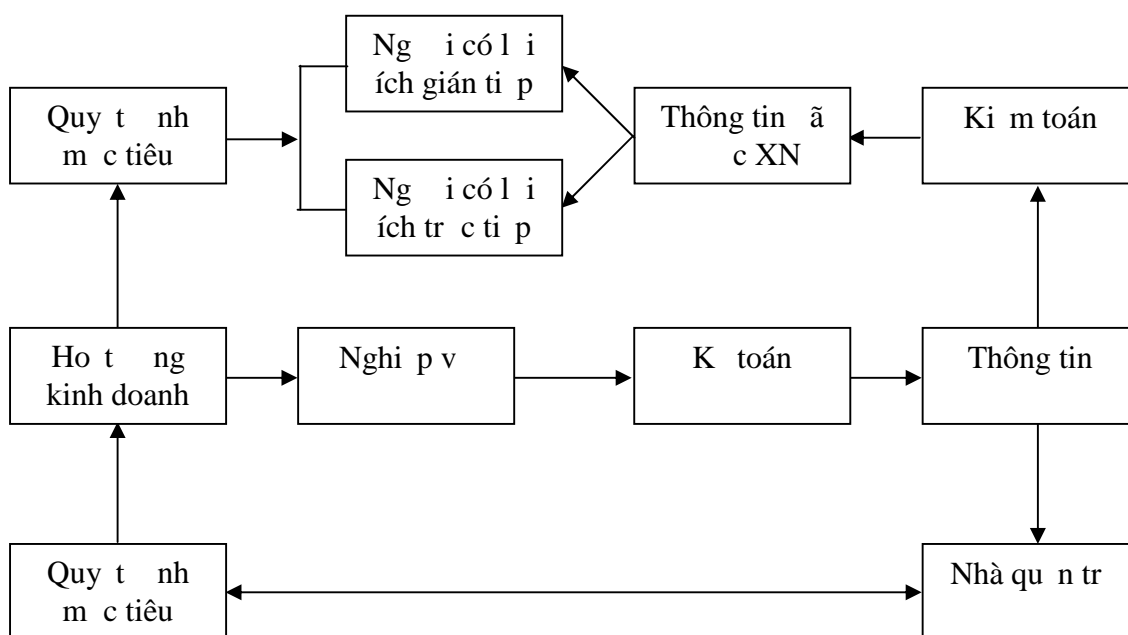 Ng i có l i
ích gián ti p
Quy t nh
m c tiêu
Thông tin ã
c XN
Ki m toán
Ng i có l i
ích tr c ti p
Ho t ng
kinh doanh
Nghi p v
K toán
Thông tin
Quy t nh
m c tiêu
Nhà qu n tr